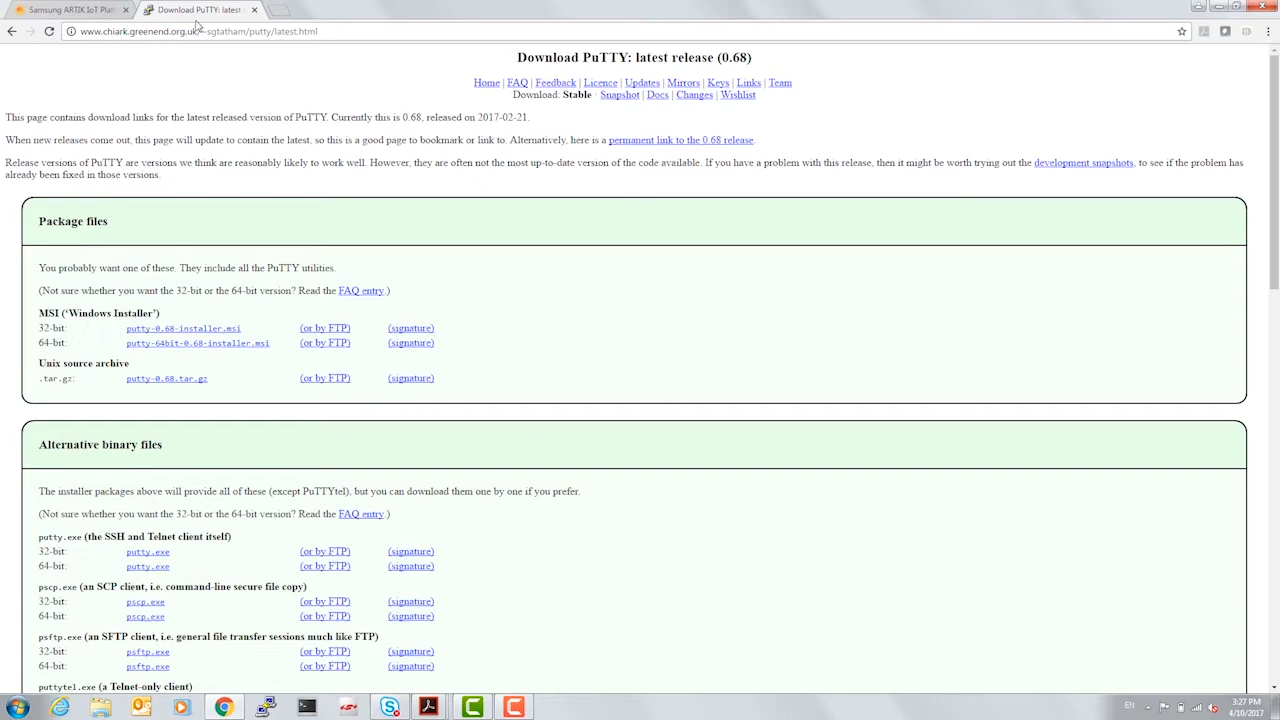 Samsung ARTIK IoT Platf
Download PuTTY: latest
www.chiark.greenend.org.uk/~sgtatham/putty/latest.html
Download PuTTY: latest release (0.68)
Home | FAQ | Feedback | Licence | Updates | Mirrors | Keys | Links | Team
Download: Stable · Snapshot | Docs | Changes | Wishlist
This page contains download links for the latest released version of PuTTY. Currently this is 0.68, released on 2017-02-21.
When new releases come out, this page will update to contain the latest, so this is a good page to bookmark or link to. Alternatively, here is a permanent link to the 0.68 release.
Release versions of PuTTY are versions we think are reasonably likely to work well. However, they are often not the most up-to-date version of the code available. If you have a problem with this release, then it might be worth trying out the development snapshots, to see if the problem has
already been fixed in those versions.
Package files
You probably want one of these. They include all the PuTTY utilities.
(Not sure whether you want the 32-bit or the 64-bit version? Read the FAQ entry.)
MSI (‘Windows Installer’)
32-bit: putty-0.68-installer.msi (or by FTP) (signature)
64-bit: putty-64bit-0.68-installer.msi (or by FTP) (signature)
Unix source archive
.tar.gz: putty-0.68.tar.gz (or by FTP) (signature)
Alternative binary files
The installer packages above will provide all of these (except PuTTYtel), but you can download them one by one if you prefer.
(Not sure whether you want the 32-bit or the 64-bit version? Read the FAQ entry.)
putty.exe (the SSH and Telnet client itself)
32-bit: putty.exe (or by FTP) (signature)
64-bit: putty.exe (or by FTP) (signature)
pscp.exe (an SCP client, i.e. command-line secure file copy)
32-bit: pscp.exe (or by FTP) (signature)
64-bit: pscp.exe (or by FTP) (signature)
psftp.exe (an SFTP client, i.e. general file transfer sessions much like FTP)
32-bit: psftp.exe (or by FTP) (signature)
64-bit: psftp.exe (or by FTP) (signature)
puttytel.exe (a Telnet-only client)
EN
3:27 PM
4/10/2017